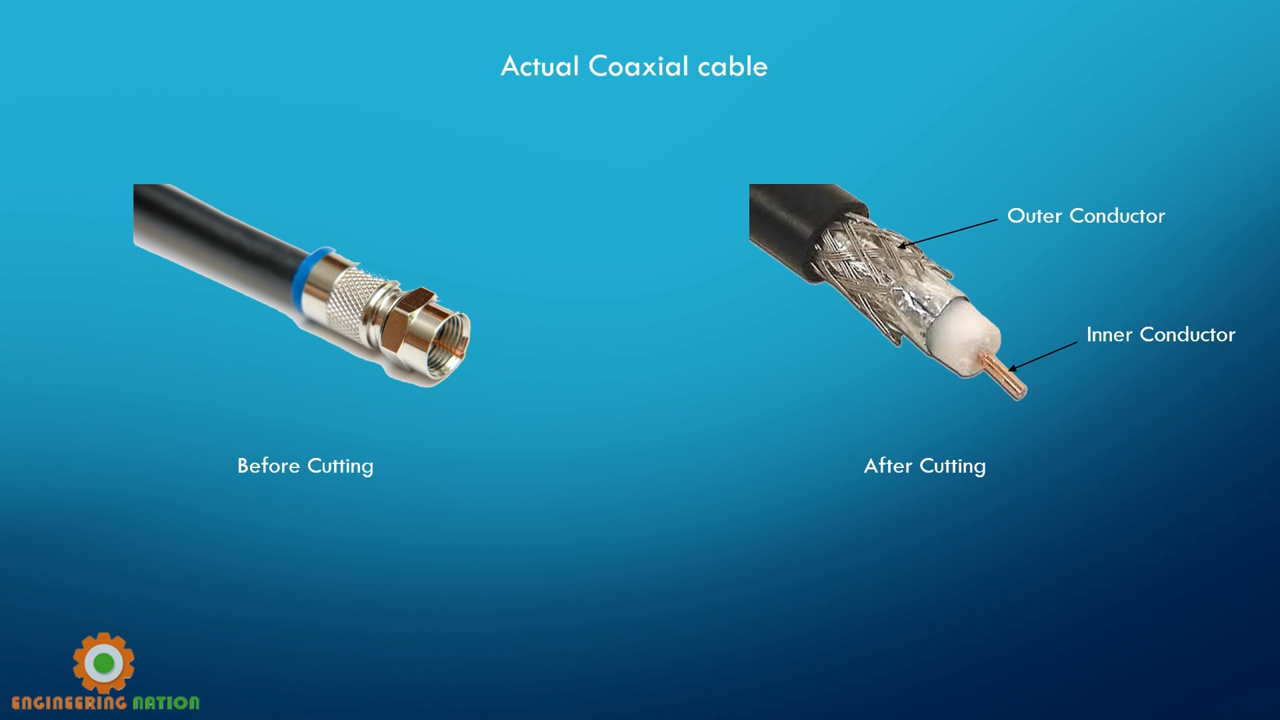 Actual Coaxial cable
Outer Conductor
Inner Conductor
Before Cutting
After Cutting
ENGINEERING NATION